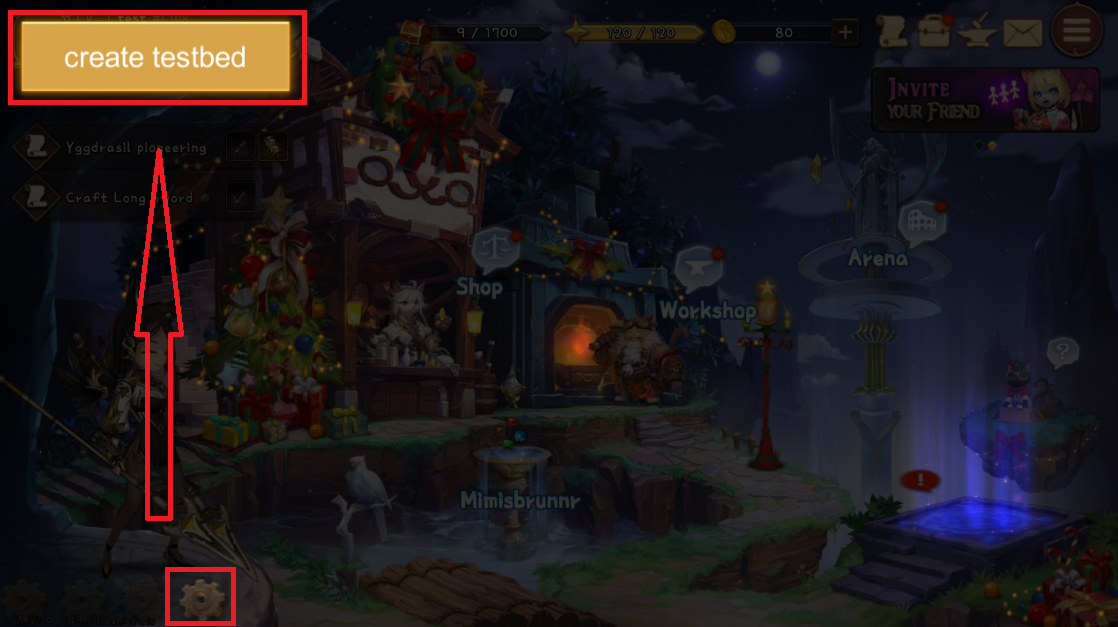 create testbed
9 / 1700
120 / 120
80
INVITE
YOUR FRIEND
Yggdrasil pioneering
Craft Long Sword
Arena
Shop
Workshop
Mimisbrunnr